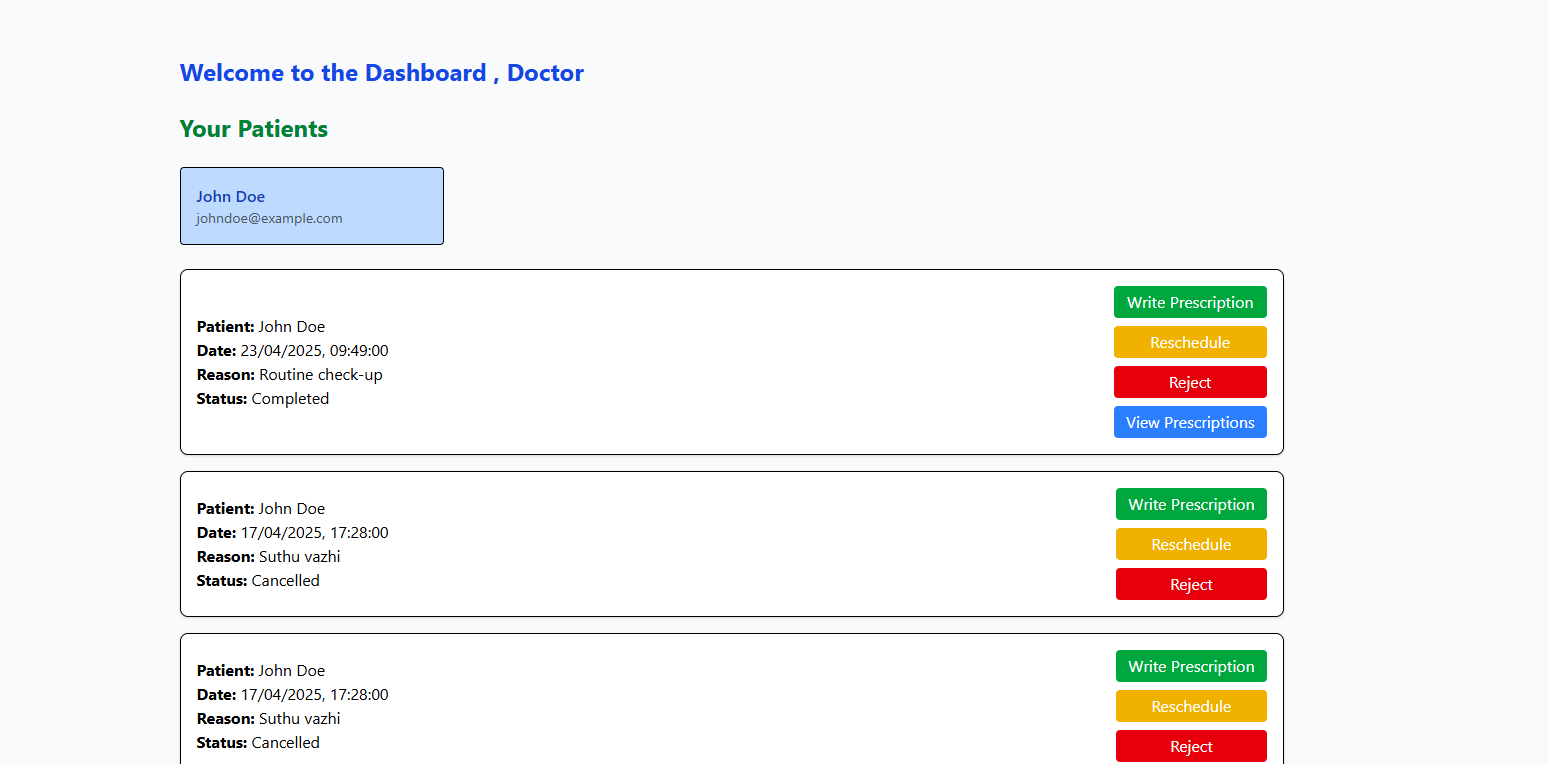 Welcome to the Dashboard , Doctor
Your Patients
John Doe
johndoe@example.com
Patient: John Doe
Date: 23/04/2025, 09:49:00
Reason: Routine check-up
Status: Completed
Write Prescription
Reschedule
Reject
View Prescriptions
Patient: John Doe
Date: 17/04/2025, 17:28:00
Reason: Suthu vazhi
Status: Cancelled
Write Prescription
Reschedule
Reject
Patient: John Doe
Date: 17/04/2025, 17:28:00
Reason: Suthu vazhi
Status: Cancelled
Write Prescription
Reschedule
Reject